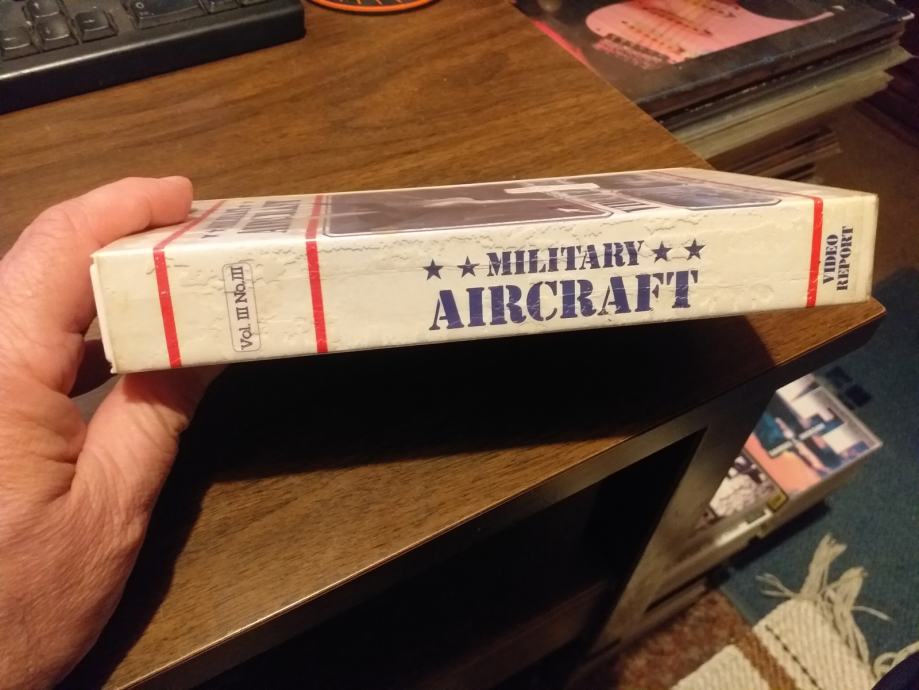 Vol. III No. III
★ ★ MILITARY ★ ★
AIRCRAFT
VIDEO
REPORT